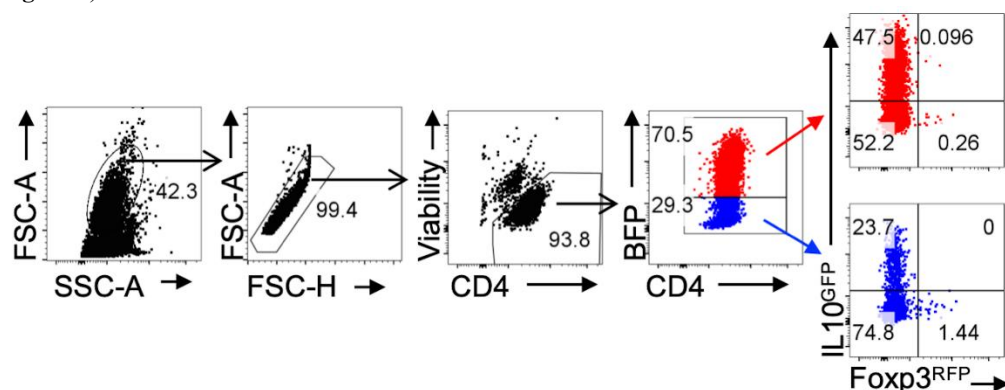 FSC-A
42.3
SSC-A
FSC-A
99.4
FSC-H
Viability
93.8
CD4
BFP
70.5
29.3
CD4
IL10GFP
47.5
0.096
52.2
0.26
23.7
0
74.8
1.44
Foxp3RFP